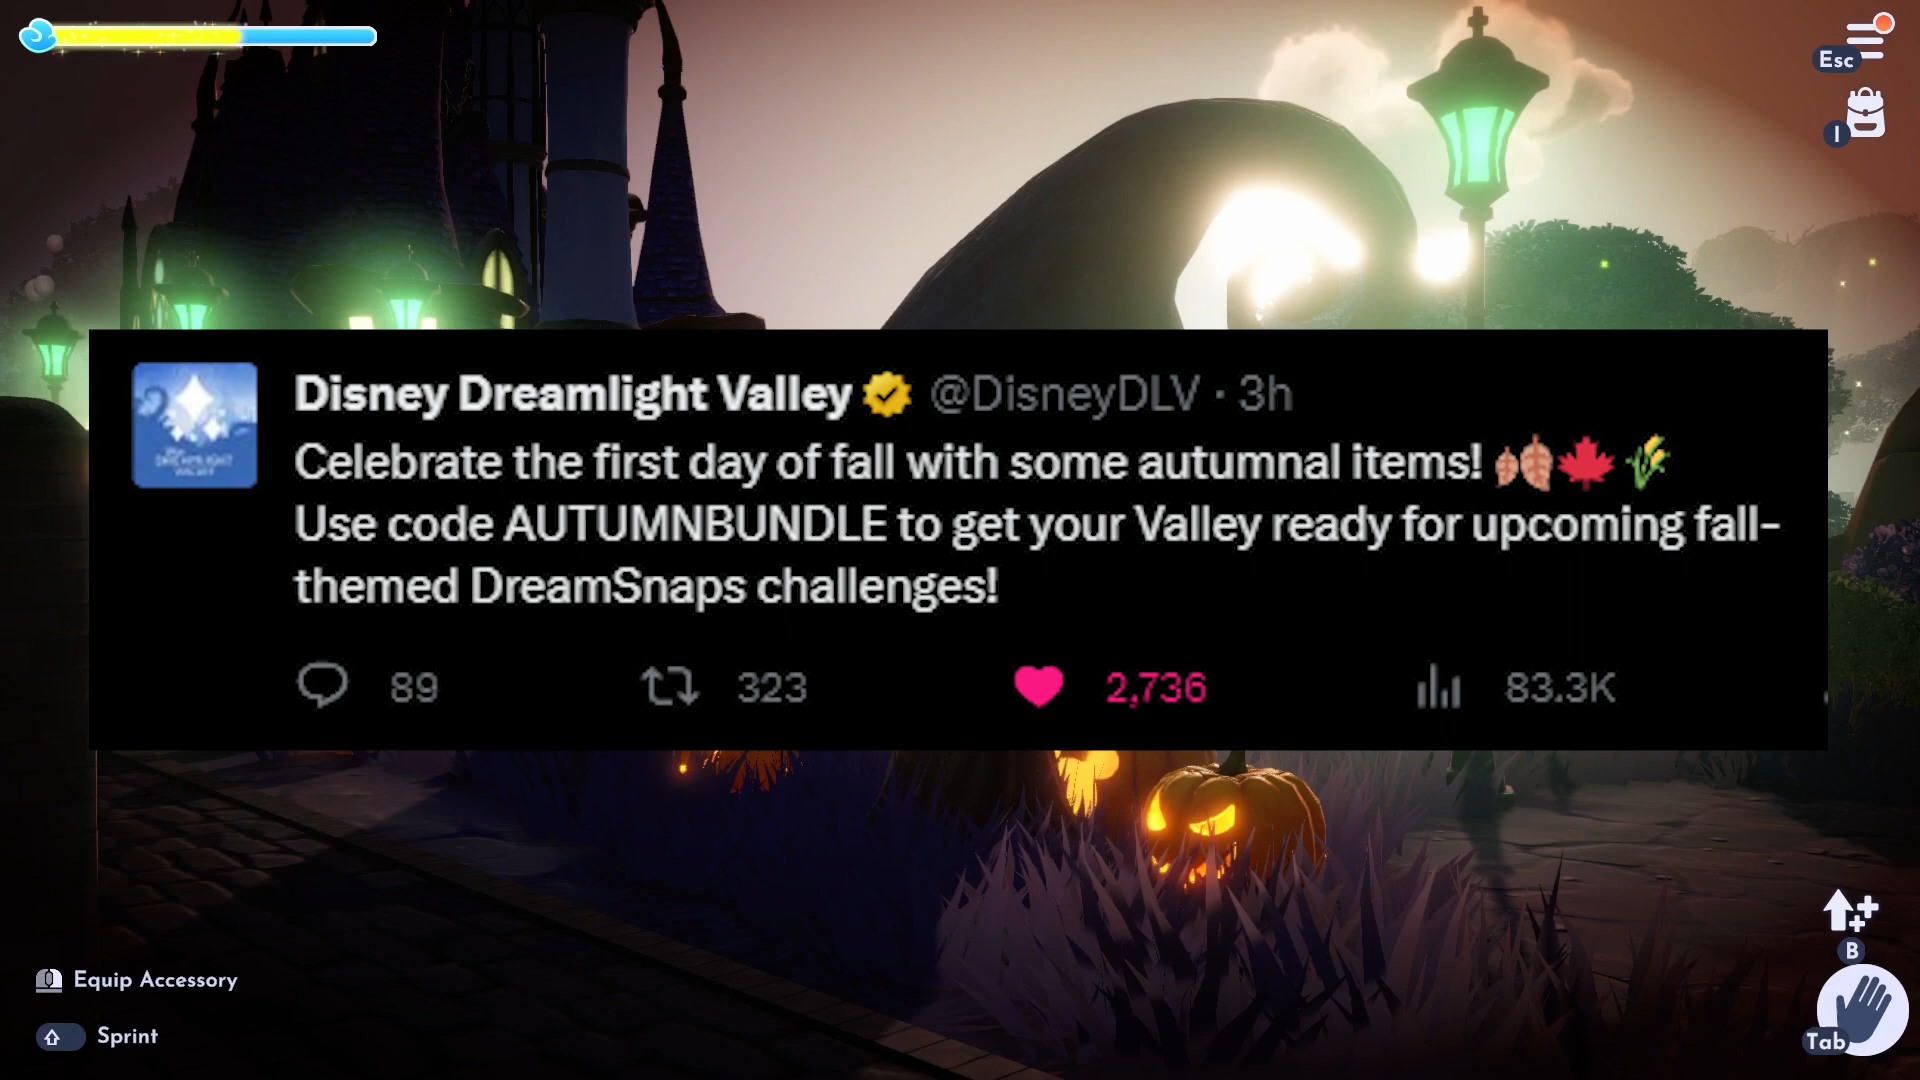 Esc
I
Disney Dreamlight Valley @DisneyDLV · 3h
Celebrate the first day of fall with some autumnal items! 🍂🍁🌾
Use code AUTUMNBUNDLE to get your Valley ready for upcoming fall-
themed DreamSnaps challenges!
89 323 2,736 83.3K
B
Equip Accessory
Sprint
Tab